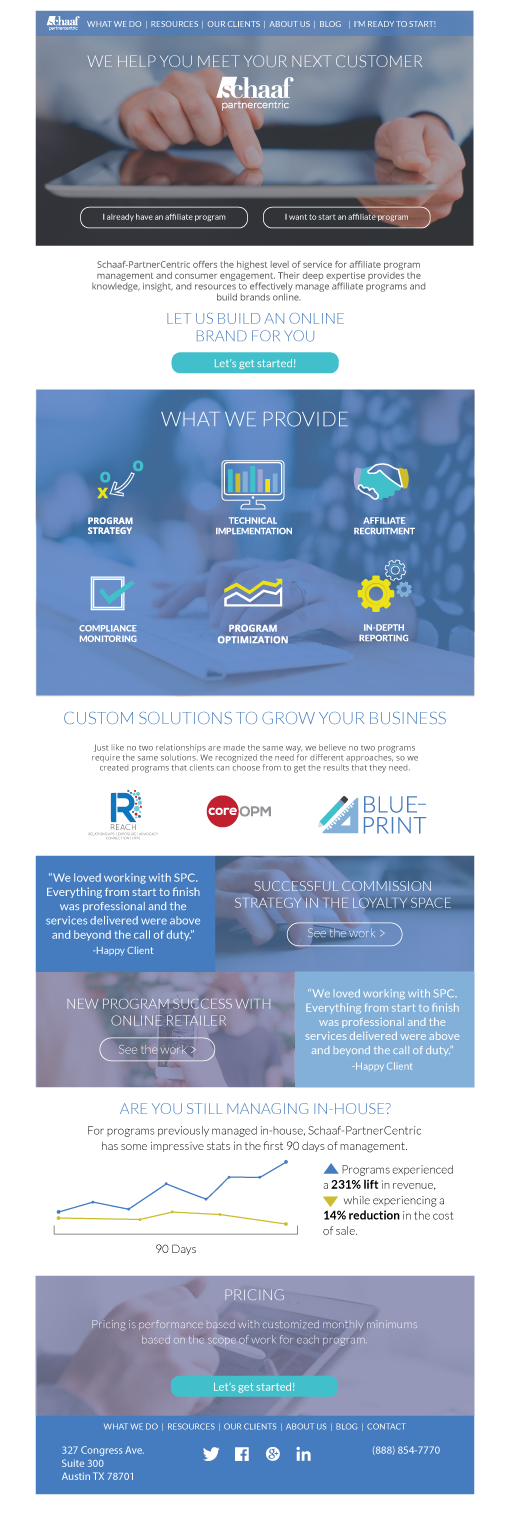 Schaaf
partnercentric
WHAT WE DO | RESOURCES | OUR CLIENTS | ABOUT US | BLOG | I'M READY TO START!
WE HELP YOU MEET YOUR NEXT CUSTOMER
Schaaf
partnercentric
I already have an affiliate program
I want to start an affiliate program
Schaaf-PartnerCentric offers the highest level of service for affiliate program
management and consumer engagement. Their deep expertise provides the
knowledge, insight, and resources to effectively manage affiliate programs and
build brands online.
LET US BUILD AN ONLINE
BRAND FOR YOU
Let's get started!
WHAT WE PROVIDE
O O
X
PROGRAM
STRATEGY
TECHNICAL
IMPLEMENTATION
AFFILIATE
RECRUITMENT
COMPLIANCE
MONITORING
PROGRAM
OPTIMIZATION
IN-DEPTH
REPORTING
CUSTOM SOLUTIONS TO GROW YOUR BUSINESS
Just like no two relationships are made the same way, we believe no two programs
require the same solutions. We recognized the need for different approaches, so we
created programs that clients can choose from to get the results that they need.
R
REACH
RELATIONSHIPS | EXPOSURE | ADVOCACY
core OPM
BLUE-
PRINT
"We loved working with SPC.
Everything from start to finish
was professional and the
services delivered were above
and beyond the call of duty."
-Happy Client
SUCCESSFUL COMMISSION
STRATEGY IN THE LOYALTY SPACE
See the work >
NEW PROGRAM SUCCESS WITH
ONLINE RETAILER
See the work >
"We loved working with SPC.
Everything from start to finish
was professional and the
services delivered were above
and beyond the call of duty."
-Happy Client
ARE YOU STILL MANAGING IN-HOUSE?
For programs previously managed in-house, Schaaf-PartnerCentric
has some impressive stats in the first 90 days of management.
Programs experienced
a 231% lift in revenue,
while experiencing a
14% reduction in the cost
of sale.
90 Days
PRICING
Pricing is performance based with customized monthly minimums
based on the scope of work for each program.
Let's get started!
WHAT WE DO | RESOURCES | OUR CLIENTS | ABOUT US | BLOG | CONTACT
327 Congress Ave.
Suite 300
Austin TX 78701
(888) 854-7770